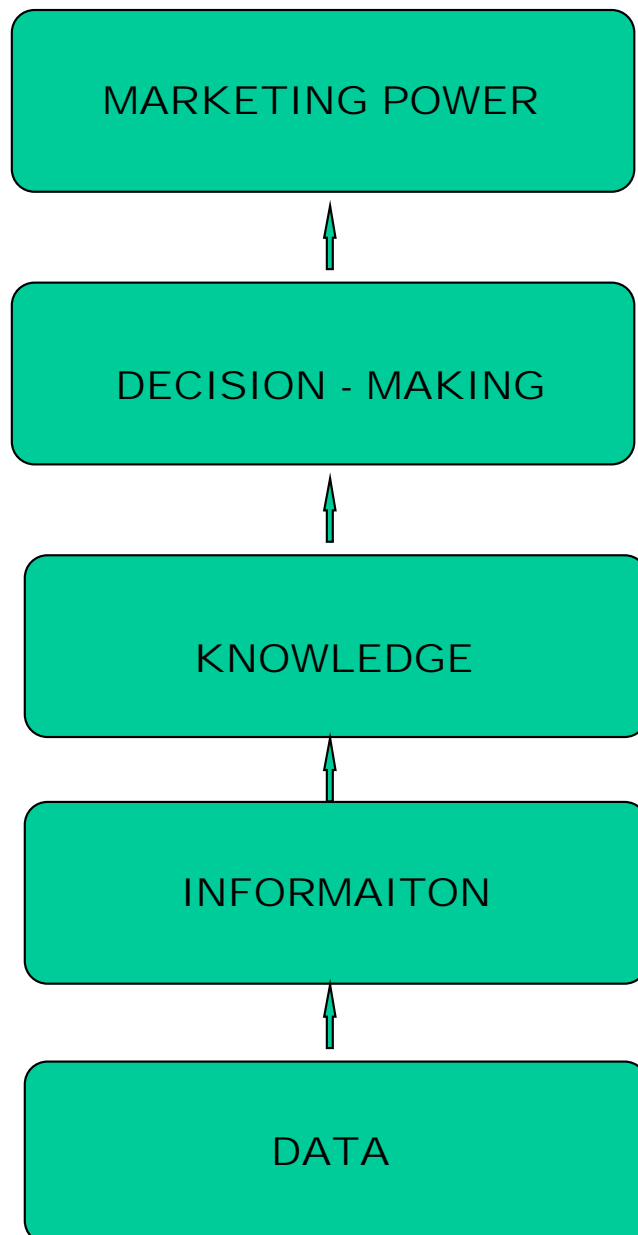 MARKETING POWER
DECISION - MAKING
KNOWLEDGE
INFORMAITON
DATA